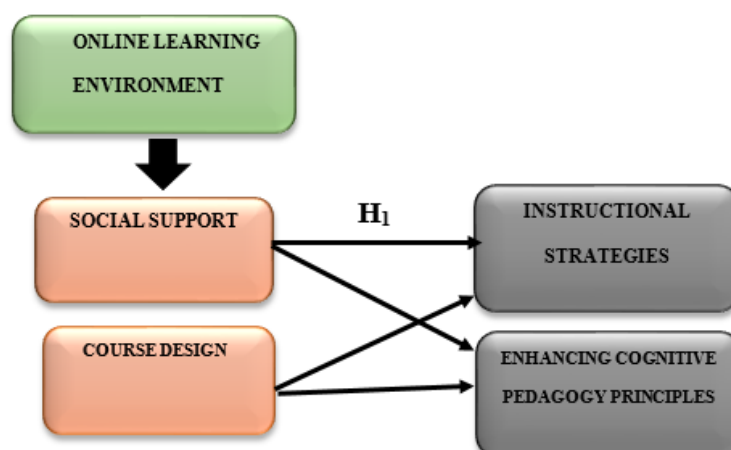 ONLINE LEARNING
ENVIRONMENT
SOCIAL SUPPORT
H₁
INSTRUCTIONAL
STRATEGIES
COURSE DESIGN
ENHANCING COGNITIVE
PEDAGOGY PRINCIPLES